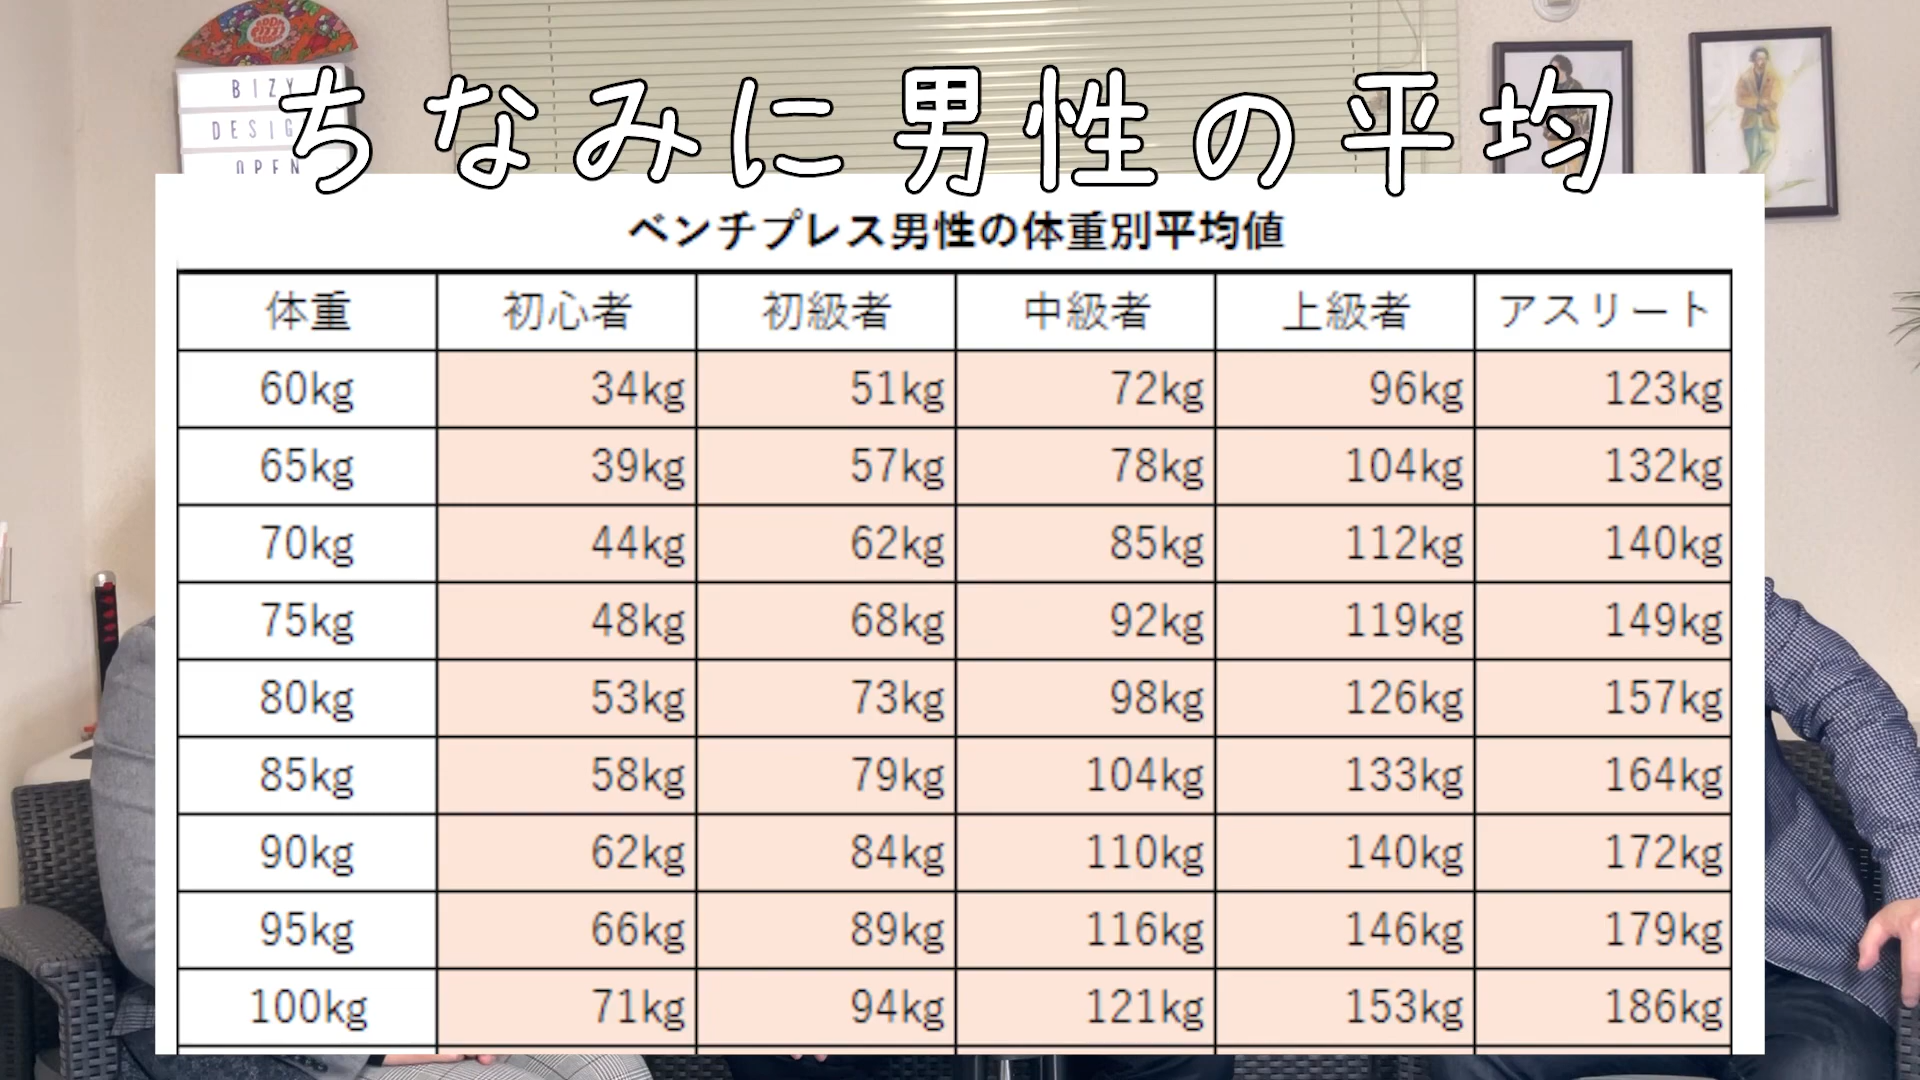 BIZY
DESIG
OPEN
ちなみに男性の平均
ベンチプレス男性の体重別平均値
体重 初心者 初級者 中級者 上級者 アスリート
60kg 34kg 51kg 72kg 96kg 123kg
65kg 39kg 57kg 78kg 104kg 132kg
70kg 44kg 62kg 85kg 112kg 140kg
75kg 48kg 68kg 92kg 119kg 149kg
80kg 53kg 73kg 98kg 126kg 157kg
85kg 58kg 79kg 104kg 133kg 164kg
90kg 62kg 84kg 110kg 140kg 172kg
95kg 66kg 89kg 116kg 146kg 179kg
100kg 71kg 94kg 121kg 153kg 186kg